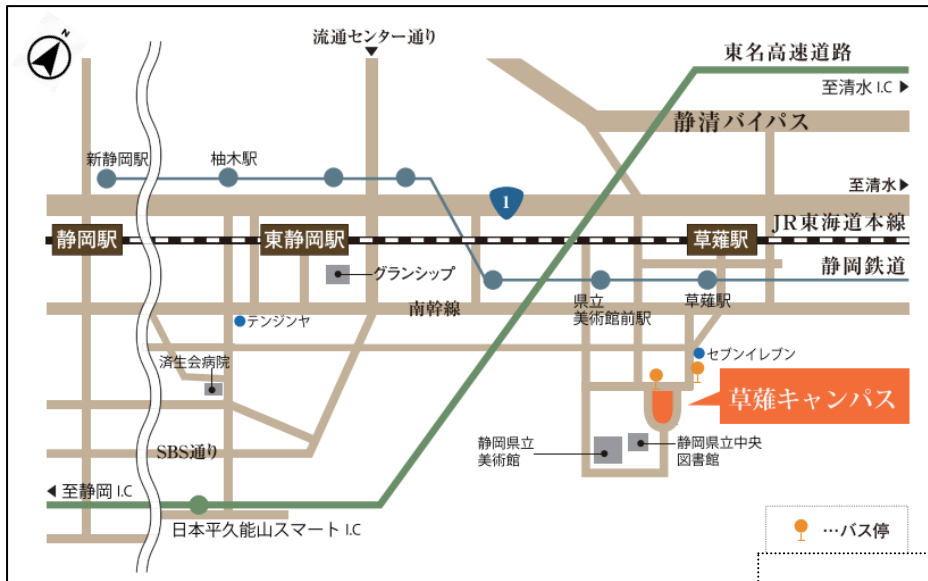 N
流通センター通り
東名高速道路
至清水 I.C
静清バイパス
新静岡駅
柚木駅
至清水
1
JR東海道本線
静岡駅
東静岡駅
草薙駅
グランシップ
静岡鉄道
県立
美術館前駅
草薙駅
南幹線
テンジンヤ
セブンイレブン
済生会病院
草薙キャンパス
静岡県立
美術館
静岡県立中央
図書館
SBS通り
至静岡 I.C
日本平久能山スマート I.C
…バス停